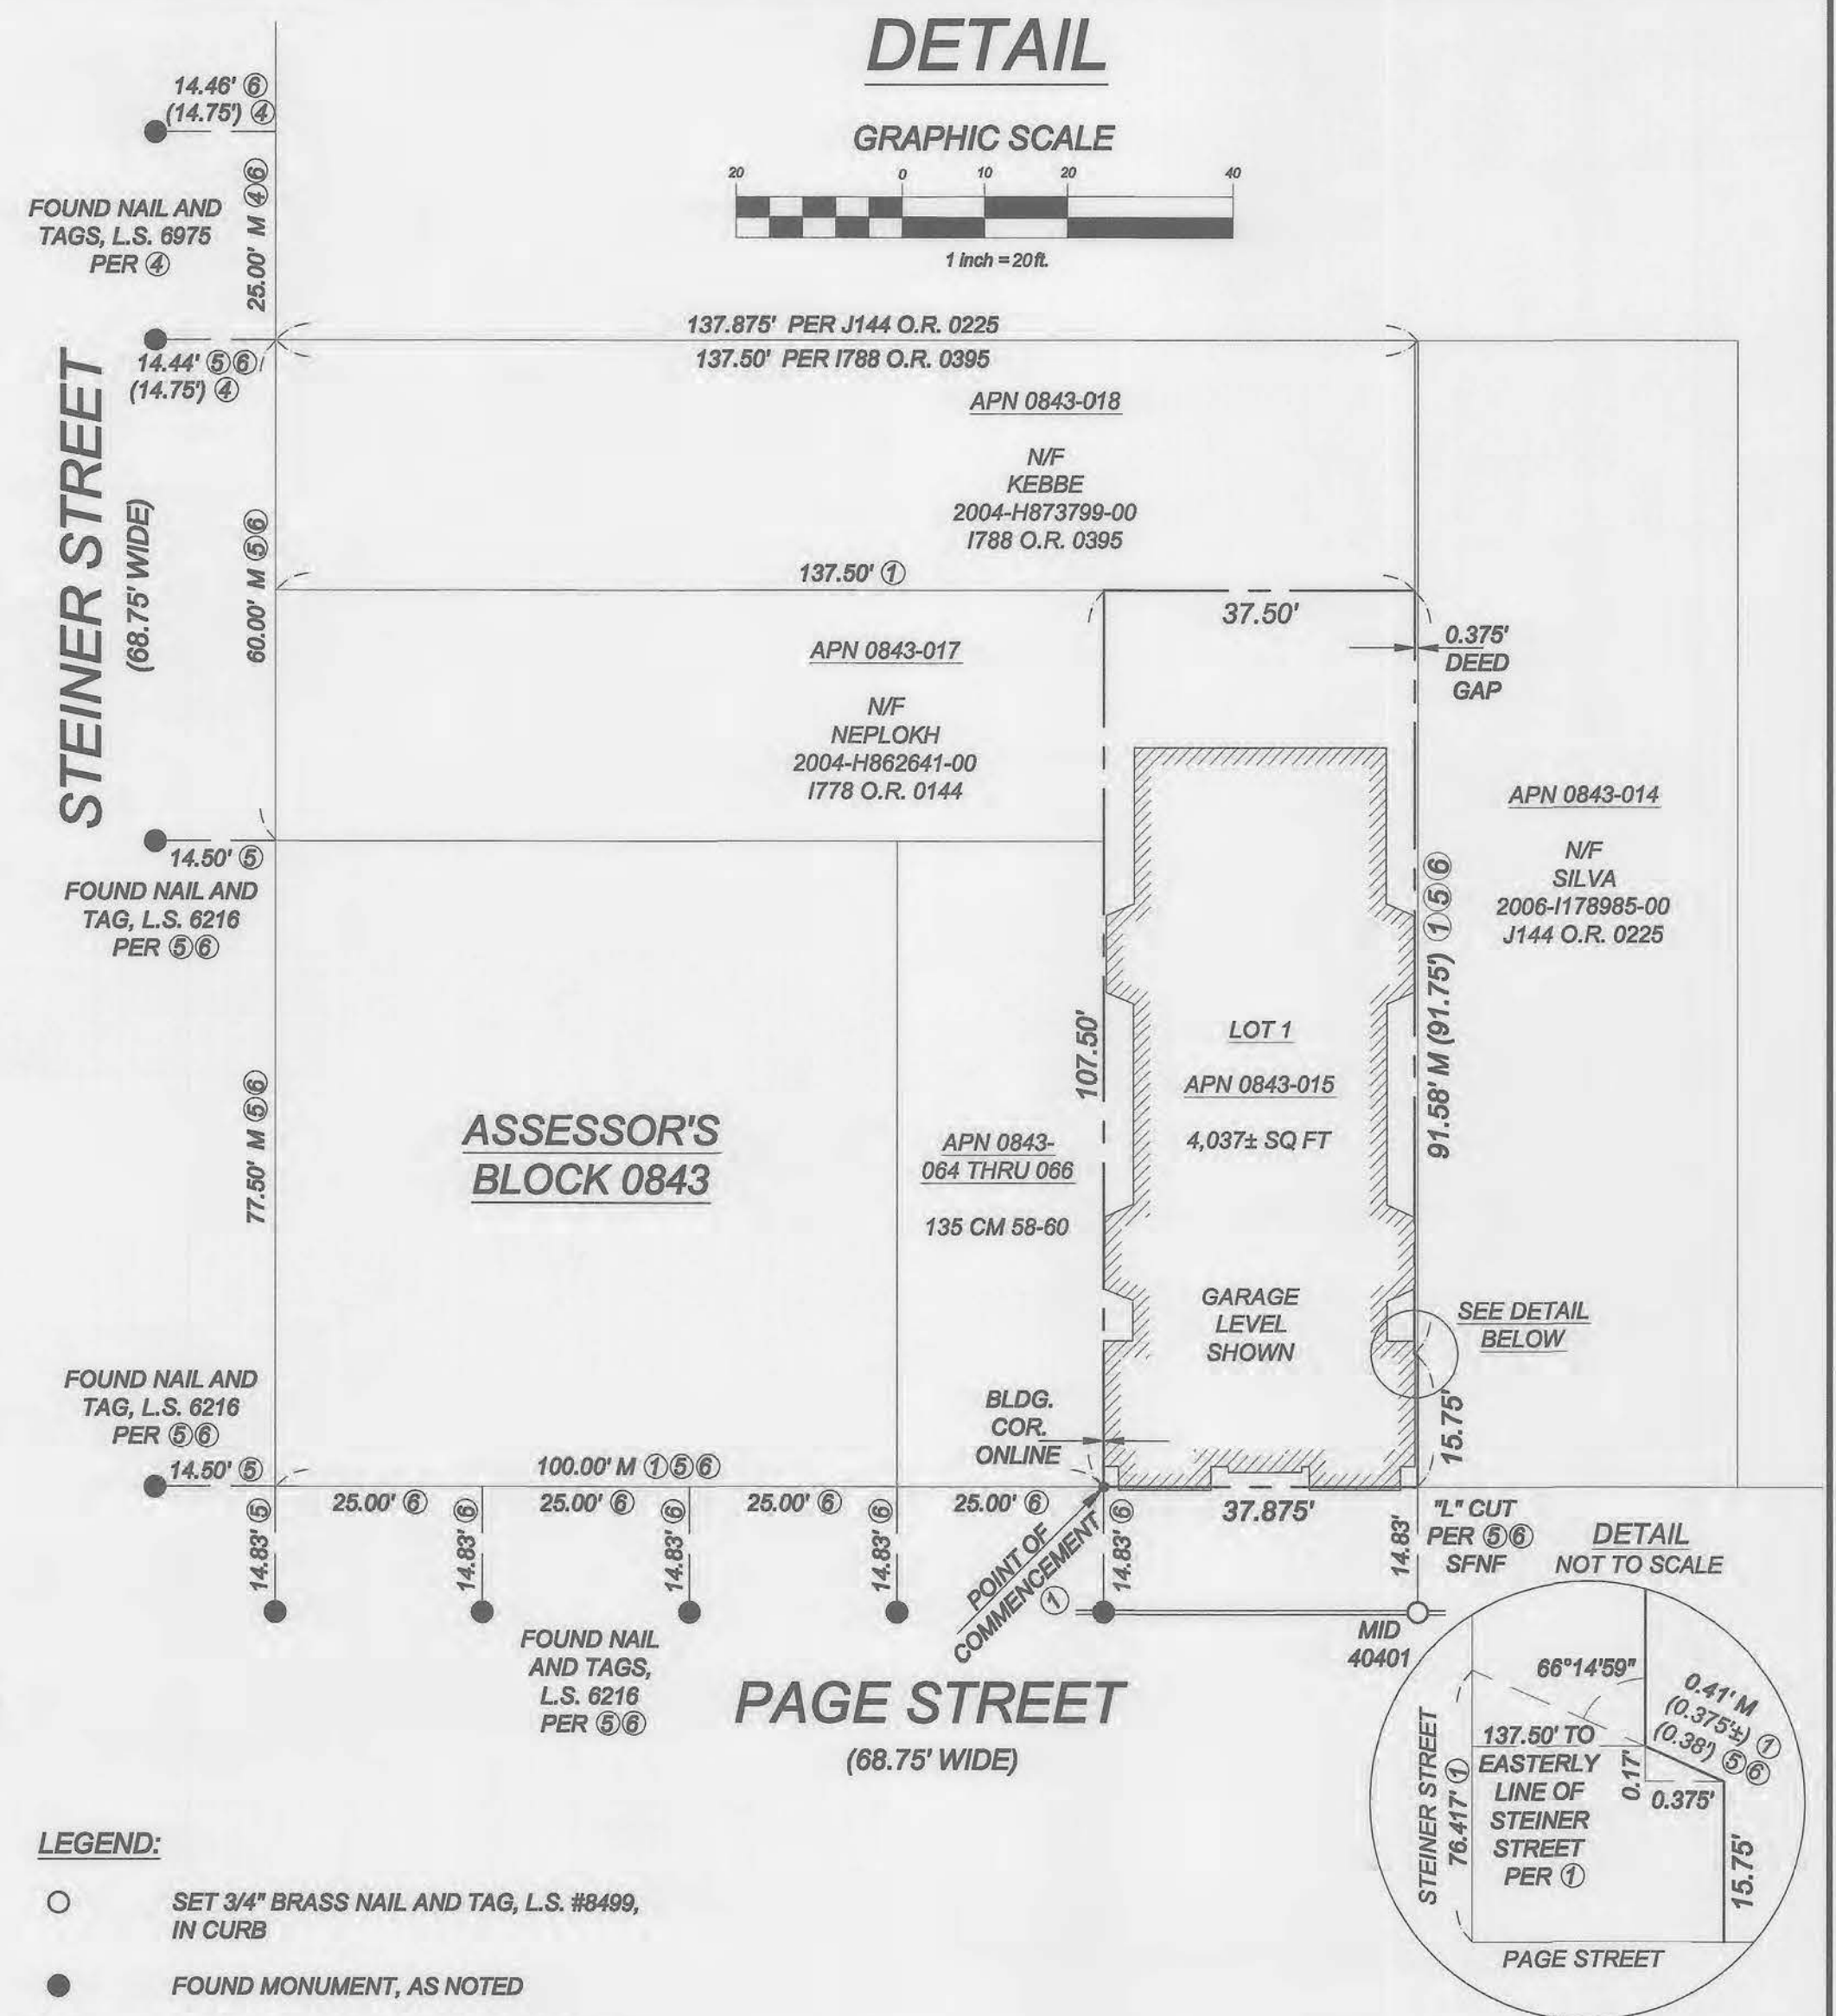 DETAIL
GRAPHIC SCALE
20 0 10 20 40
1 inch = 20ft.
14.46' ⑥
(14.75') ④
FOUND NAIL AND
TAGS, L.S. 6975
PER ④
25.00' M ④⑥
137.875' PER J144 O.R. 0225
137.50' PER I788 O.R. 0395
14.44' ⑤⑥
(14.75') ④
STEINER STREET
(68.75' WIDE)
60.00' M ⑤⑥
APN 0843-018
N/F
KEBBE
2004-H873799-00
I788 O.R. 0395
137.50' ①
37.50'
0.375'
DEED
GAP
APN 0843-017
N/F
NEPLOKH
2004-H862641-00
I778 O.R. 0144
APN 0843-014
N/F
SILVA
2006-I178985-00
J144 O.R. 0225
14.50' ⑤
FOUND NAIL AND
TAG, L.S. 6216
PER ⑤⑥
91.58' M (91.75') ①⑤⑥
107.50'
LOT 1
APN 0843-015
4,037± SQ FT
77.50' M ⑤⑥
ASSESSOR'S
BLOCK 0843
APN 0843-
064 THRU 066
135 CM 58-60
GARAGE
LEVEL
SHOWN
SEE DETAIL
BELOW
FOUND NAIL AND
TAG, L.S. 6216
PER ⑤⑥
BLDG.
COR.
ONLINE
15.75'
14.50' ⑤
100.00' M ①⑤⑥
25.00' ⑥
25.00' ⑥
25.00' ⑥
25.00' ⑥
37.875'
14.83' ⑤
14.83' ⑥
14.83' ⑥
14.83' ⑥
14.83' ⑥
14.83'
POINT OF
COMMENCEMENT
①
"L" CUT
PER ⑤⑥
SFNF
MID
40401
FOUND NAIL
AND TAGS,
L.S. 6216
PER ⑤⑥
PAGE STREET
(68.75' WIDE)
DETAIL
NOT TO SCALE
66°14'59"
0.41' M
(0.375'±) ①
(0.38') ⑤⑥
STEINER STREET
76.417' ①
137.50' TO
EASTERLY
LINE OF
STEINER
STREET
PER ①
0.17'
0.375'
15.75'
PAGE STREET
LEGEND:
SET 3/4" BRASS NAIL AND TAG, L.S. #8499,
IN CURB
FOUND MONUMENT, AS NOTED